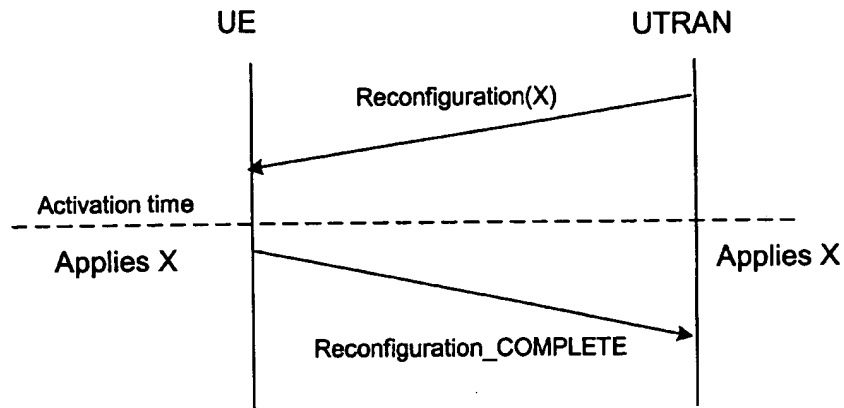 UE
UTRAN
Reconfiguration(X)
Activation time
Applies X
Applies X
Reconfiguration_COMPLETE